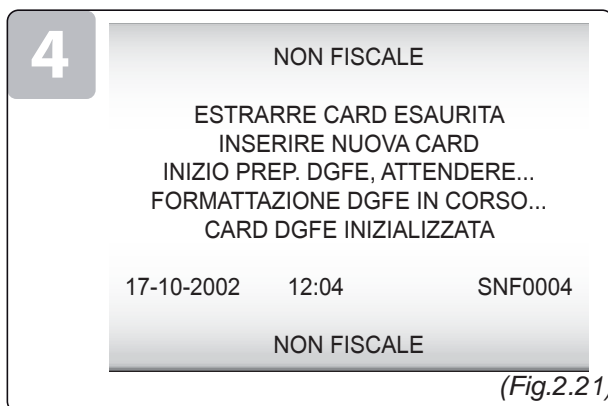 4
NON FISCALE
ESTRARRE CARD ESAURITA
INSERIRE NUOVA CARD
INIZIO PREP. DGFE, ATTENDERE...
FORMATTAZIONE DGFE IN CORSO...
CARD DGFE INIZIALIZZATA
17-10-2002 12:04 SNF0004
NON FISCALE
(Fig.2.21)